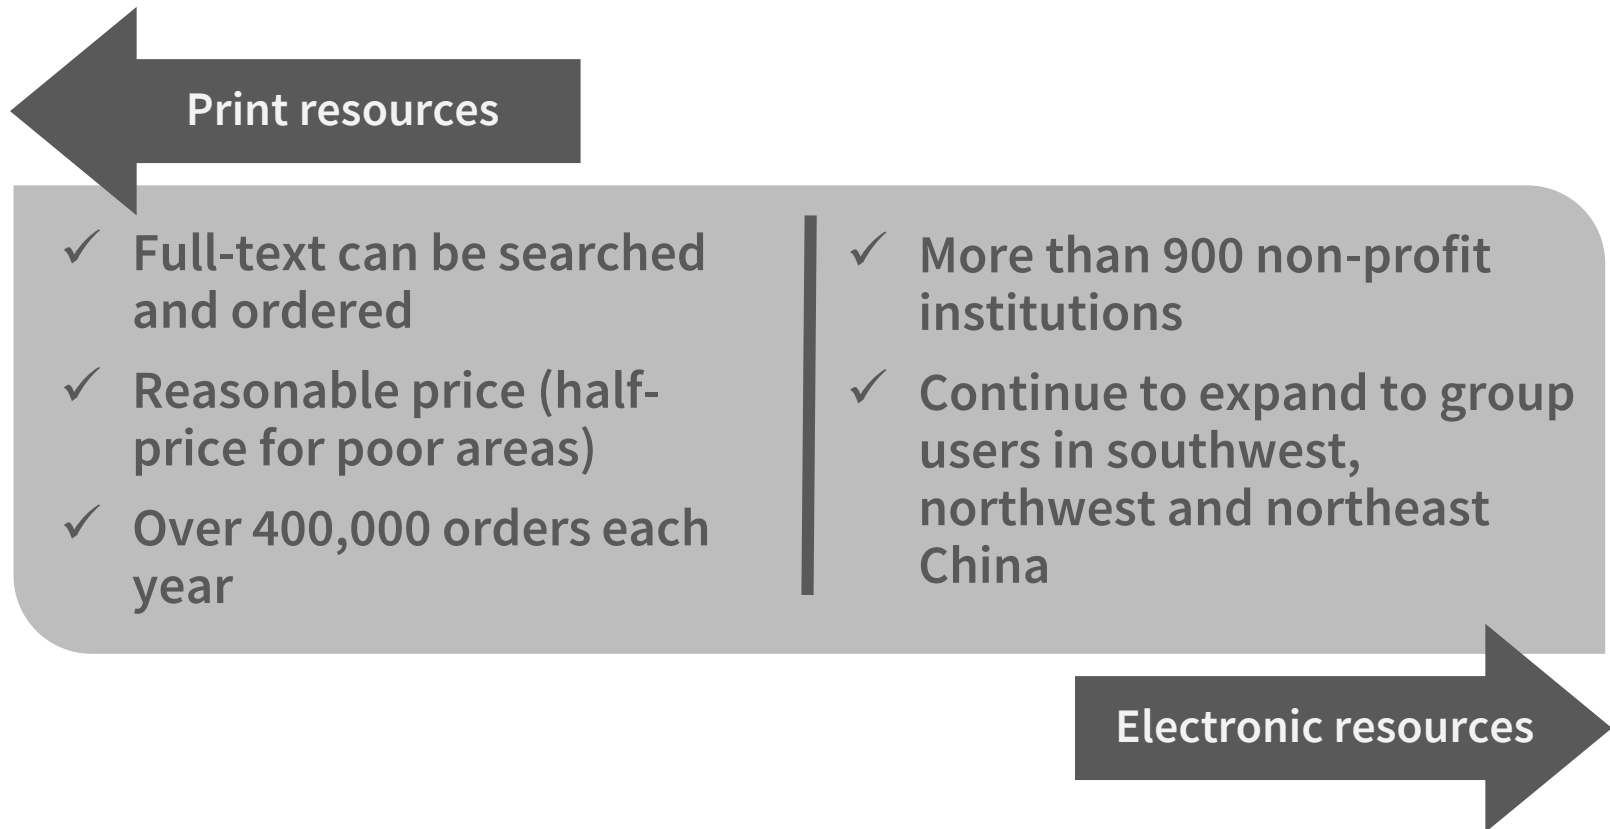 Print resources
✓ Full-text can be searched
and ordered
✓ Reasonable price (half-
price for poor areas)
✓ Over 400,000 orders each
year
✓ More than 900 non-profit
institutions
✓ Continue to expand to group
users in southwest,
northwest and northeast
China
Electronic resources